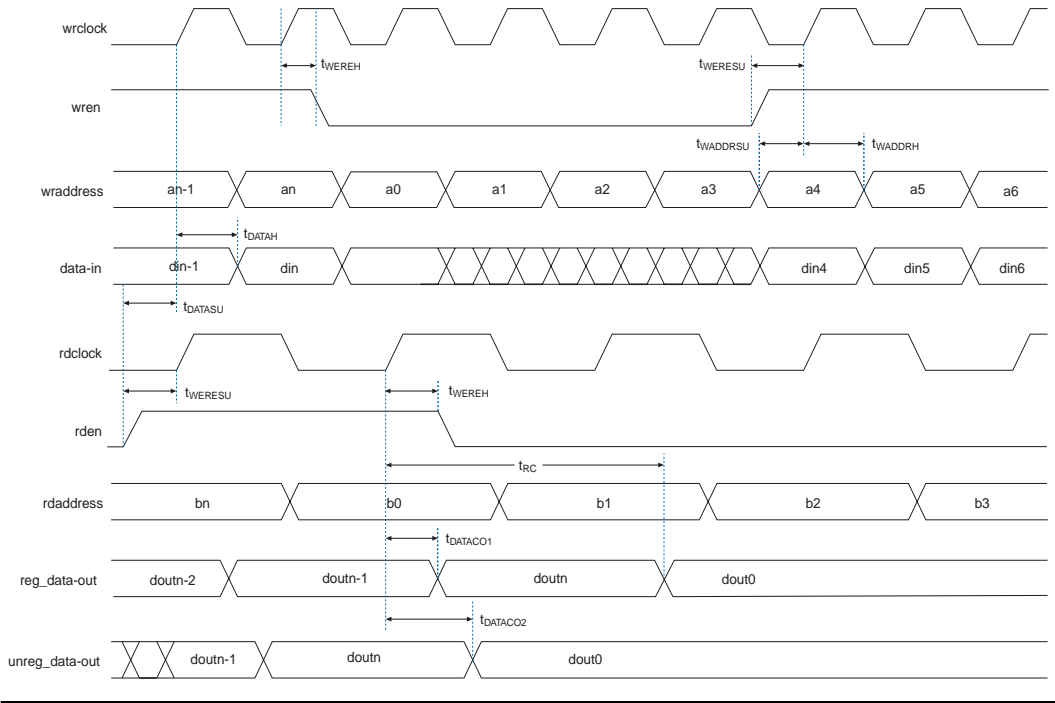 wrclock
tWEREH
tWERESU
wren
tWADDRSU
tWADDRH
wraddress an-1 an a0 a1 a2 a3 a4 a5 a6
tDATAH
data-in din-1 din din4 din5 din6
tDATASU
rdclock
tWERESU
tWEREH
rden
tRC
rdaddress bn b0 b1 b2 b3
tDATACO1
reg_data-out doutn-2 doutn-1 doutn dout0
tDATACO2
unreg_data-out doutn-1 doutn dout0